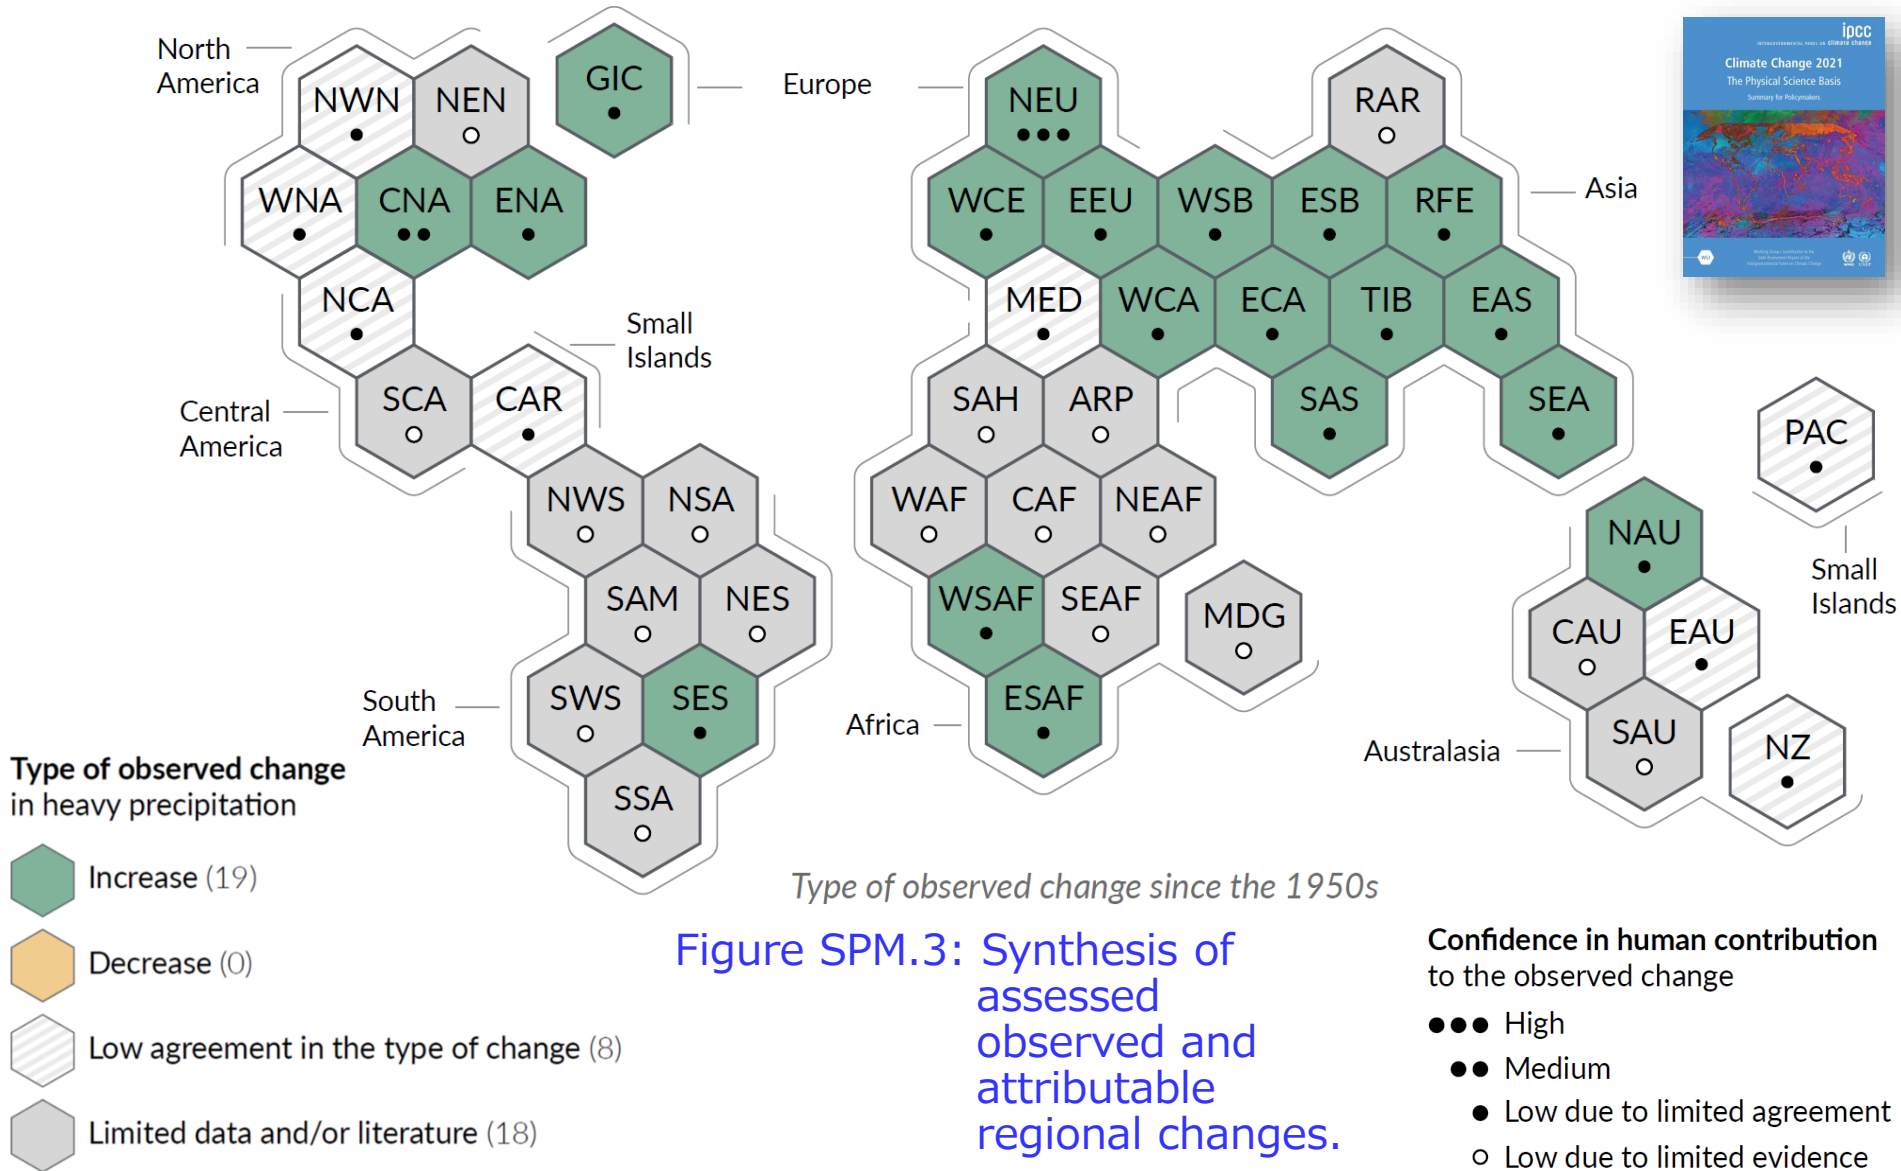 North
America
NWN
NEN
GIC
Europe
NEU
RAR
ipcc
INTERGOVERNMENTAL PANEL ON climate change
Climate Change 2021
The Physical Science Basis
Summary for Policymakers
WNA
CNA
ENA
WCE
EEU
WSB
ESB
RFE
Asia
NCA
Small
Islands
MED
WCA
ECA
TIB
EAS
Central
America
SCA
CAR
SAH
ARP
SAS
SEA
PAC
Small
Islands
NWS
NSA
WAF
CAF
NEAF
NAU
SAM
NES
WSAF
SEAF
MDG
CAU
EAU
South
America
SWS
SES
Africa
ESAF
Australasia
SAU
NZ
SSA
Type of observed change
in heavy precipitation
Increase (19)
Decrease (0)
Low agreement in the type of change (8)
Limited data and/or literature (18)
Type of observed change since the 1950s
Figure SPM.3: Synthesis of
assessed
observed and
attributable
regional changes.
Confidence in human contribution
to the observed change
●●● High
●● Medium
● Low due to limited agreement
○ Low due to limited evidence